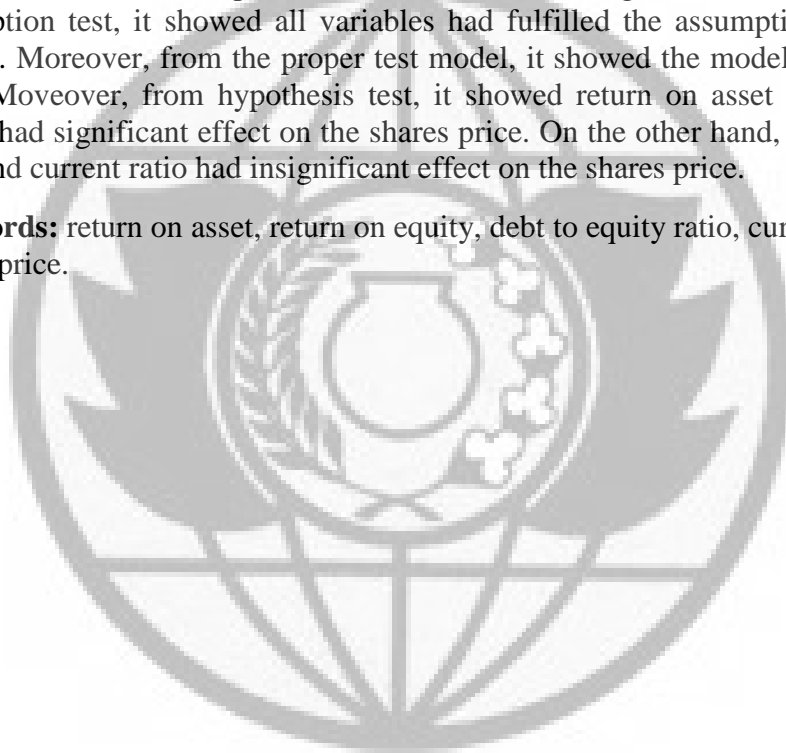 ption test, it showed all variables had fulfilled the assumpti
. Moreover, from the proper test model, it showed the model
Moveover, from hypothesis test, it showed return on asset
had significant effect on the shares price. On the other hand,
nd current ratio had insignificant effect on the shares price.
ords: return on asset, return on equity, debt to equity ratio, cur
price.